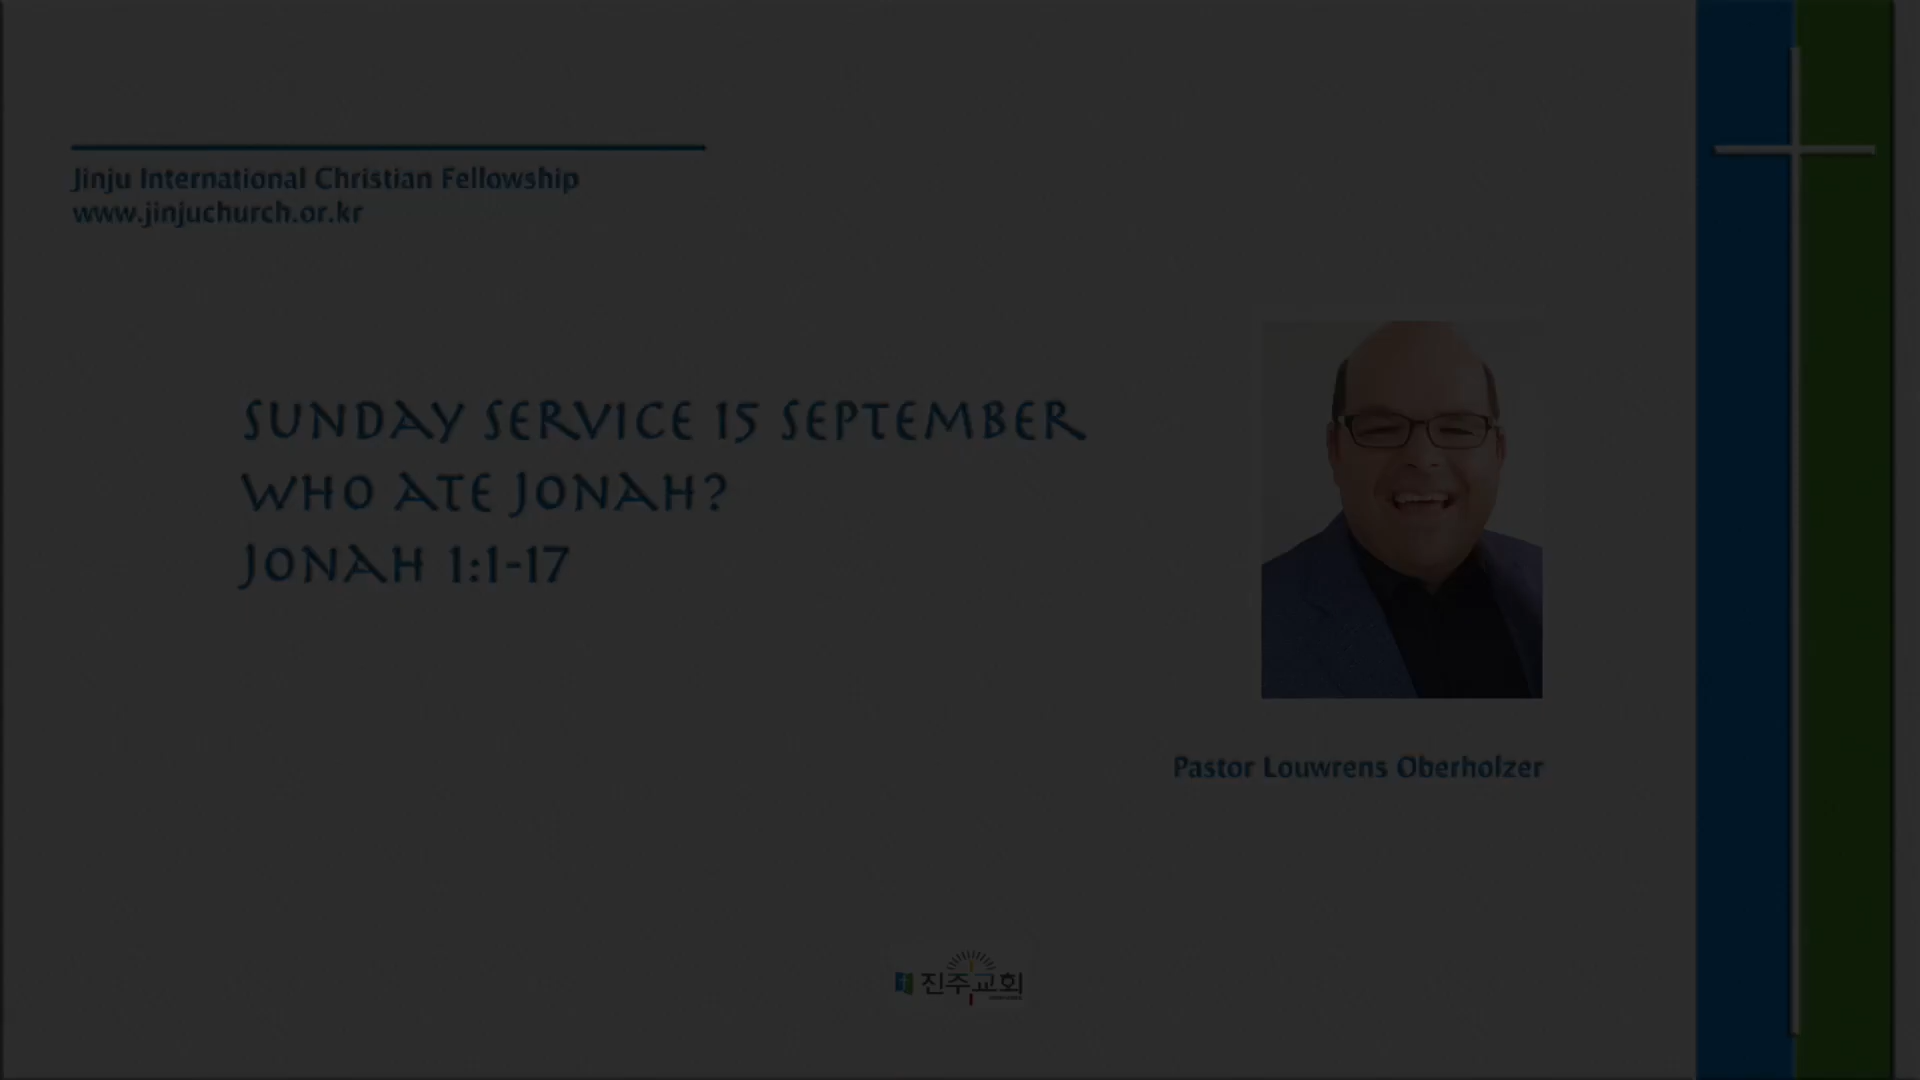 Jinju International Christian Fellowship
www.jinjuchurch.or.kr
SUNDAY SERVICE 15 SEPTEMBER
WHO ATE JONAH?
JONAH 1:1-17
Pastor Louwrens Oberholzer
진주교회